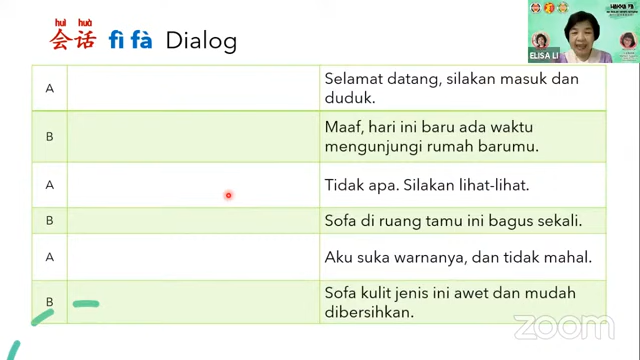 huì huà
会话 fì fà Dialog
A
Selamat datang, silakan masuk dan
duduk.
B
Maaf, hari ini baru ada waktu
mengunjungi rumah barumu.
A
Tidak apa. Silakan lihat-lihat.
B
Sofa di ruang tamu ini bagus sekali.
A
Aku suka warnanya, dan tidak mahal.
B
Sofa kulit jenis ini awet dan mudah
dibersihkan.
ELISA LI
zoom